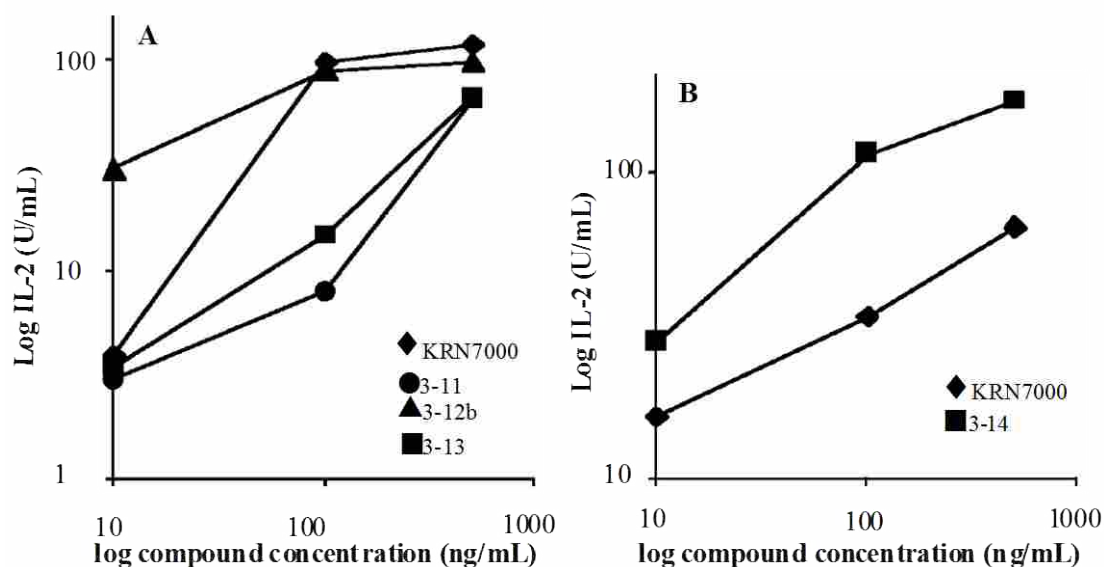 A
100
10
1
Log IL-2 (U/mL)
KRN7000
3-11
3-12b
3-13
10
100
1000
log compound concentration (ng/mL)
B
100
10
Log IL-2 (U/mL)
KRN7000
3-14
10
100
1000
log compound concentration (ng/mL)